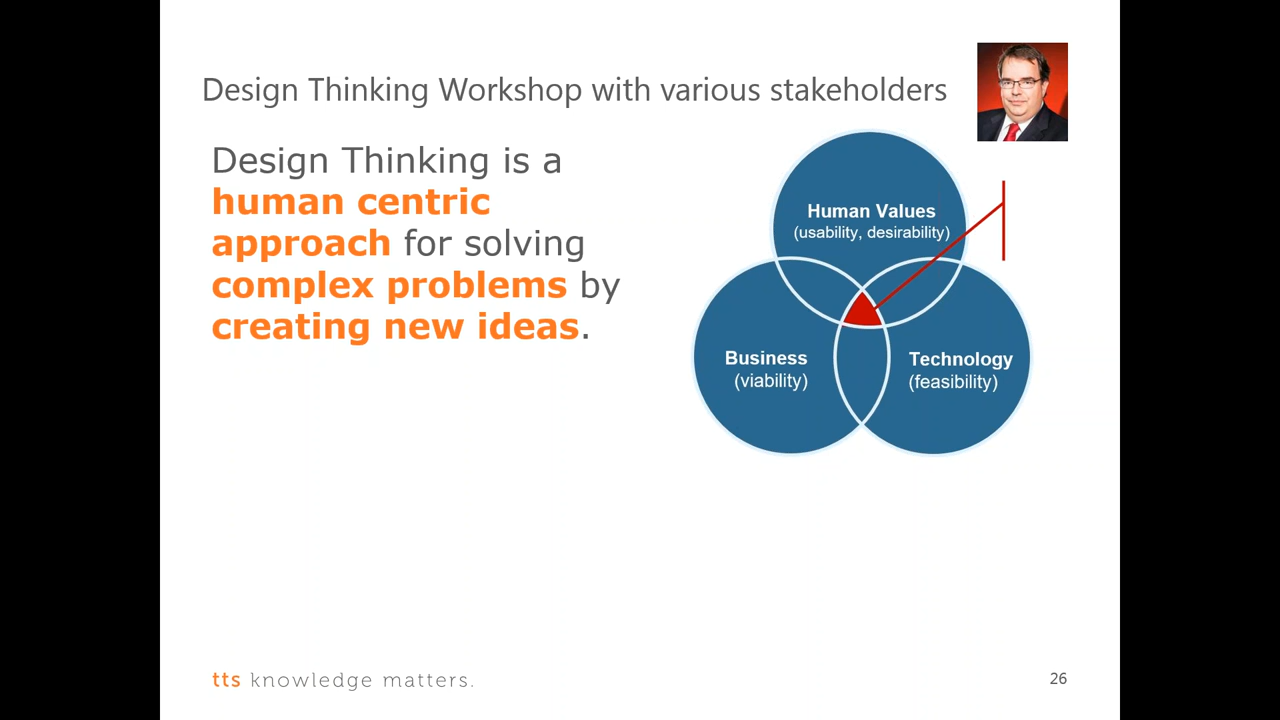 Design Thinking Workshop with various stakeholders
Design Thinking is a
human centric
approach for solving
complex problems by
creating new ideas.
Human Values
(usability, desirability)
Business
(viability)
Technology
(feasibility)
tts knowledge matters.
26